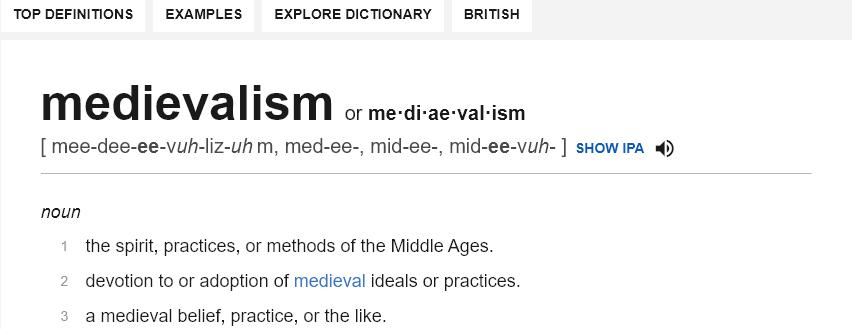 TOP DEFINITIONS EXAMPLES EXPLORE DICTIONARY BRITISH
medievalism or me·di·ae·val·ism
[ mee-dee-ee-vuh-liz-uh m, med-ee-, mid-ee-, mid-ee-vuh- ] SHOW IPA
noun
1 the spirit, practices, or methods of the Middle Ages.
2 devotion to or adoption of medieval ideals or practices.
3 a medieval belief, practice, or the like.